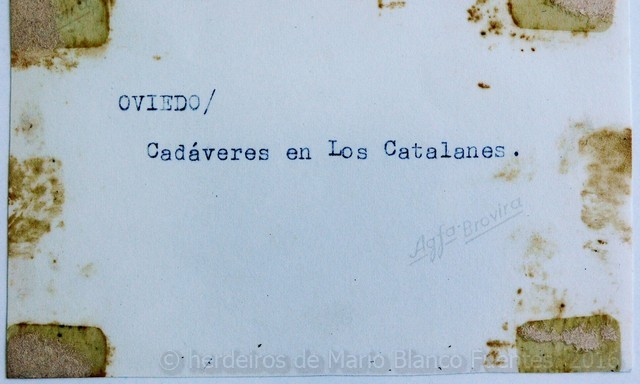 OVIEDO/
Cadáveres en Los Catalanes.
Agfa-Brovira
© herdeiros de Mario Blanco Fuentes, 2016